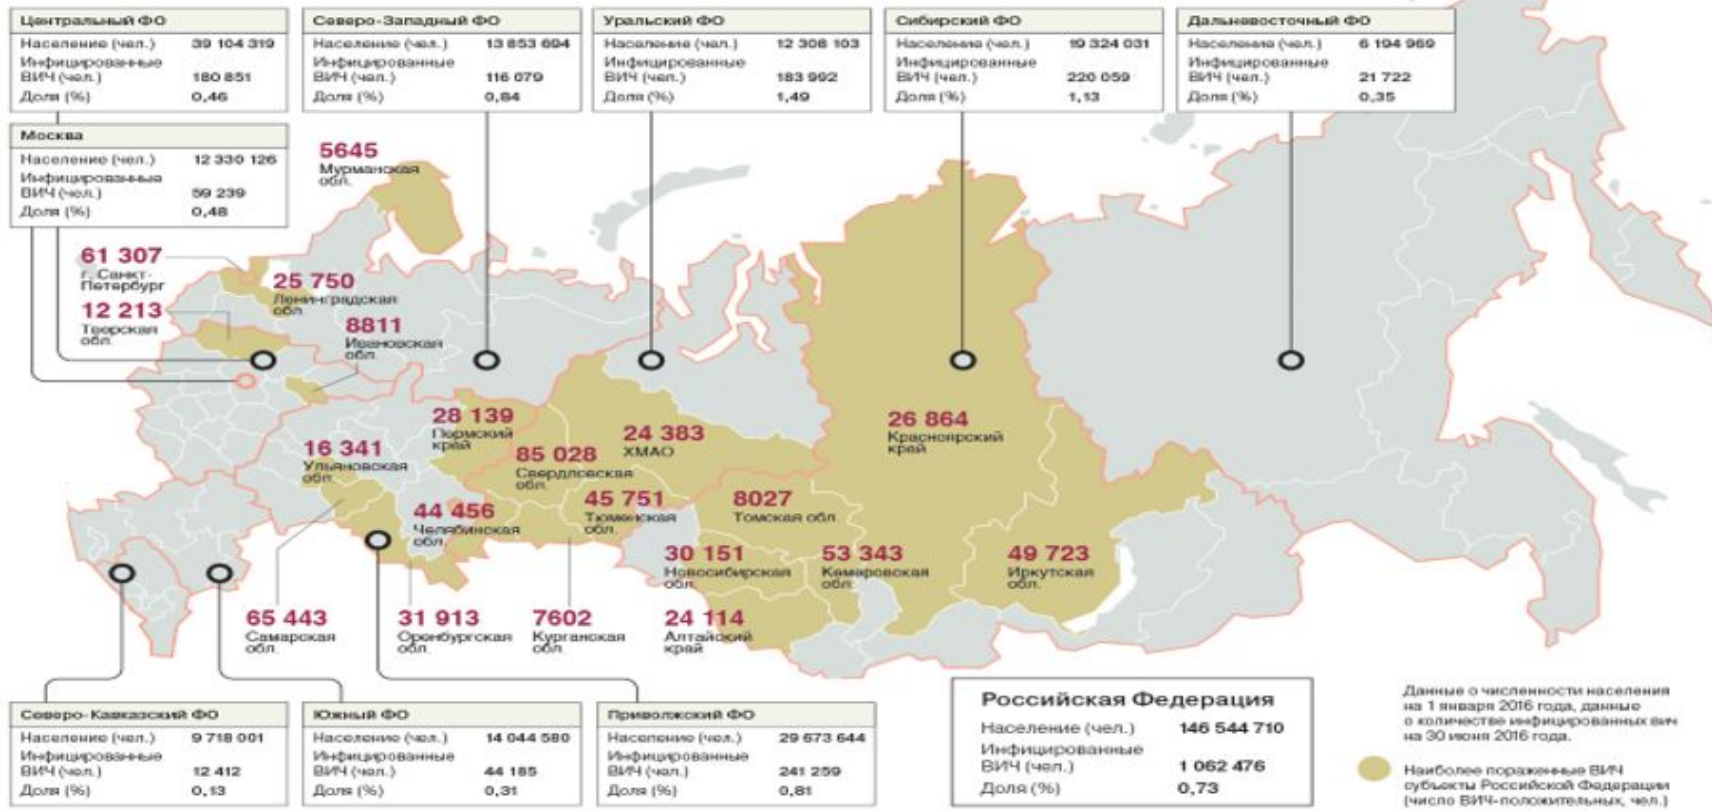 Центральный ФО
Население (чел.) 39 104 319
Инфицированные
ВИЧ (чел.) 180 851
Доля (%) 0,46
Северо-Западный ФО
Население (чел.) 13 853 694
Инфицированные
ВИЧ (чел.) 116 079
Доля (%) 0,84
Уральский ФО
Население (чел.) 12 308 103
Инфицированные
ВИЧ (чел.) 183 992
Доля (%) 1,49
Сибирский ФО
Население (чел.) 19 324 031
Инфицированные
ВИЧ (чел.) 220 059
Доля (%) 1,13
Дальневосточный ФО
Население (чел.) 6 194 969
Инфицированные
ВИЧ (чел.) 21 722
Доля (%) 0,35
Москва
Население (чел.) 12 330 126
Инфицированные
ВИЧ (чел.) 59 239
Доля (%) 0,48
5645
Мурманская
обл.
61 307
г. Санкт-
Петербург
25 750
Ленинградская
обл.
12 213
Тверская
обл.
8811
Ивановская
обл.
28 139
Пермский
край
16 341
Ульяновская
обл.
85 028
Свердловская
обл.
24 383
ХМАО
26 864
Красноярский
край
44 456
Челябинская
обл.
45 751
Тюменская
обл.
8027
Томская обл.
30 151
Новосибирская
обл.
53 343
Кемеровская
обл.
49 723
Иркутская
обл.
65 443
Самарская
обл.
31 913
Оренбургская
обл.
7602
Курганская
обл.
24 114
Алтайский
край
Северо-Кавказский ФО
Население (чел.) 9 718 001
Инфицированные
ВИЧ (чел.) 12 412
Доля (%) 0,13
Южный ФО
Население (чел.) 14 044 580
Инфицированные
ВИЧ (чел.) 44 185
Доля (%) 0,31
Приволжский ФО
Население (чел.) 29 673 644
Инфицированные
ВИЧ (чел.) 241 259
Доля (%) 0,81
Российская Федерация
Население (чел.) 146 544 710
Инфицированные
ВИЧ (чел.) 1 062 476
Доля (%) 0,73
Данные о численности населения
на 1 января 2016 года, данные
о количестве инфицированных вич
на 30 июня 2016 года.
Наиболее пораженные ВИЧ
субъекты Российской Федерации
(число ВИЧ-положительных, чел.)